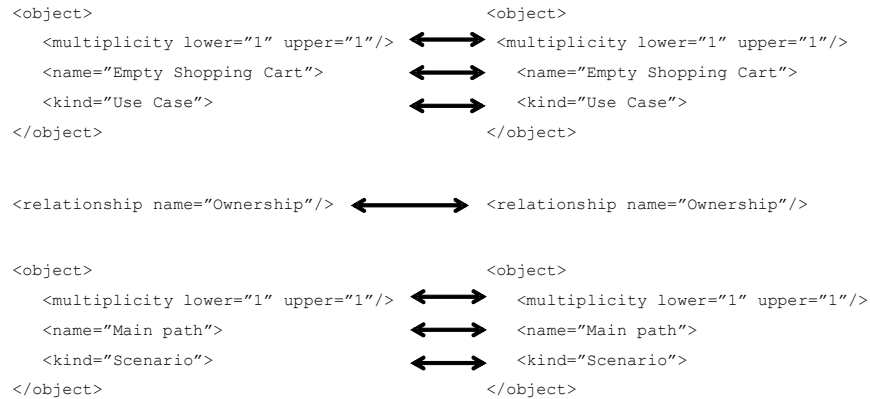 <object> <object>
<multiplicity lower=”1” upper=”1”/> <multiplicity lower=”1” upper=”1”/>
<name=”Empty Shopping Cart”> <name=”Empty Shopping Cart”>
<kind=”Use Case”> <kind=”Use Case”>
</object> </object>
<relationship name=”Ownership”/> <relationship name=”Ownership”/>
<object> <object>
<multiplicity lower=”1” upper=”1”/> <multiplicity lower=”1” upper=”1”/>
<name=”Main path”> <name=”Main path”>
<kind=”Scenario”> <kind=”Scenario”>
</object> </object>